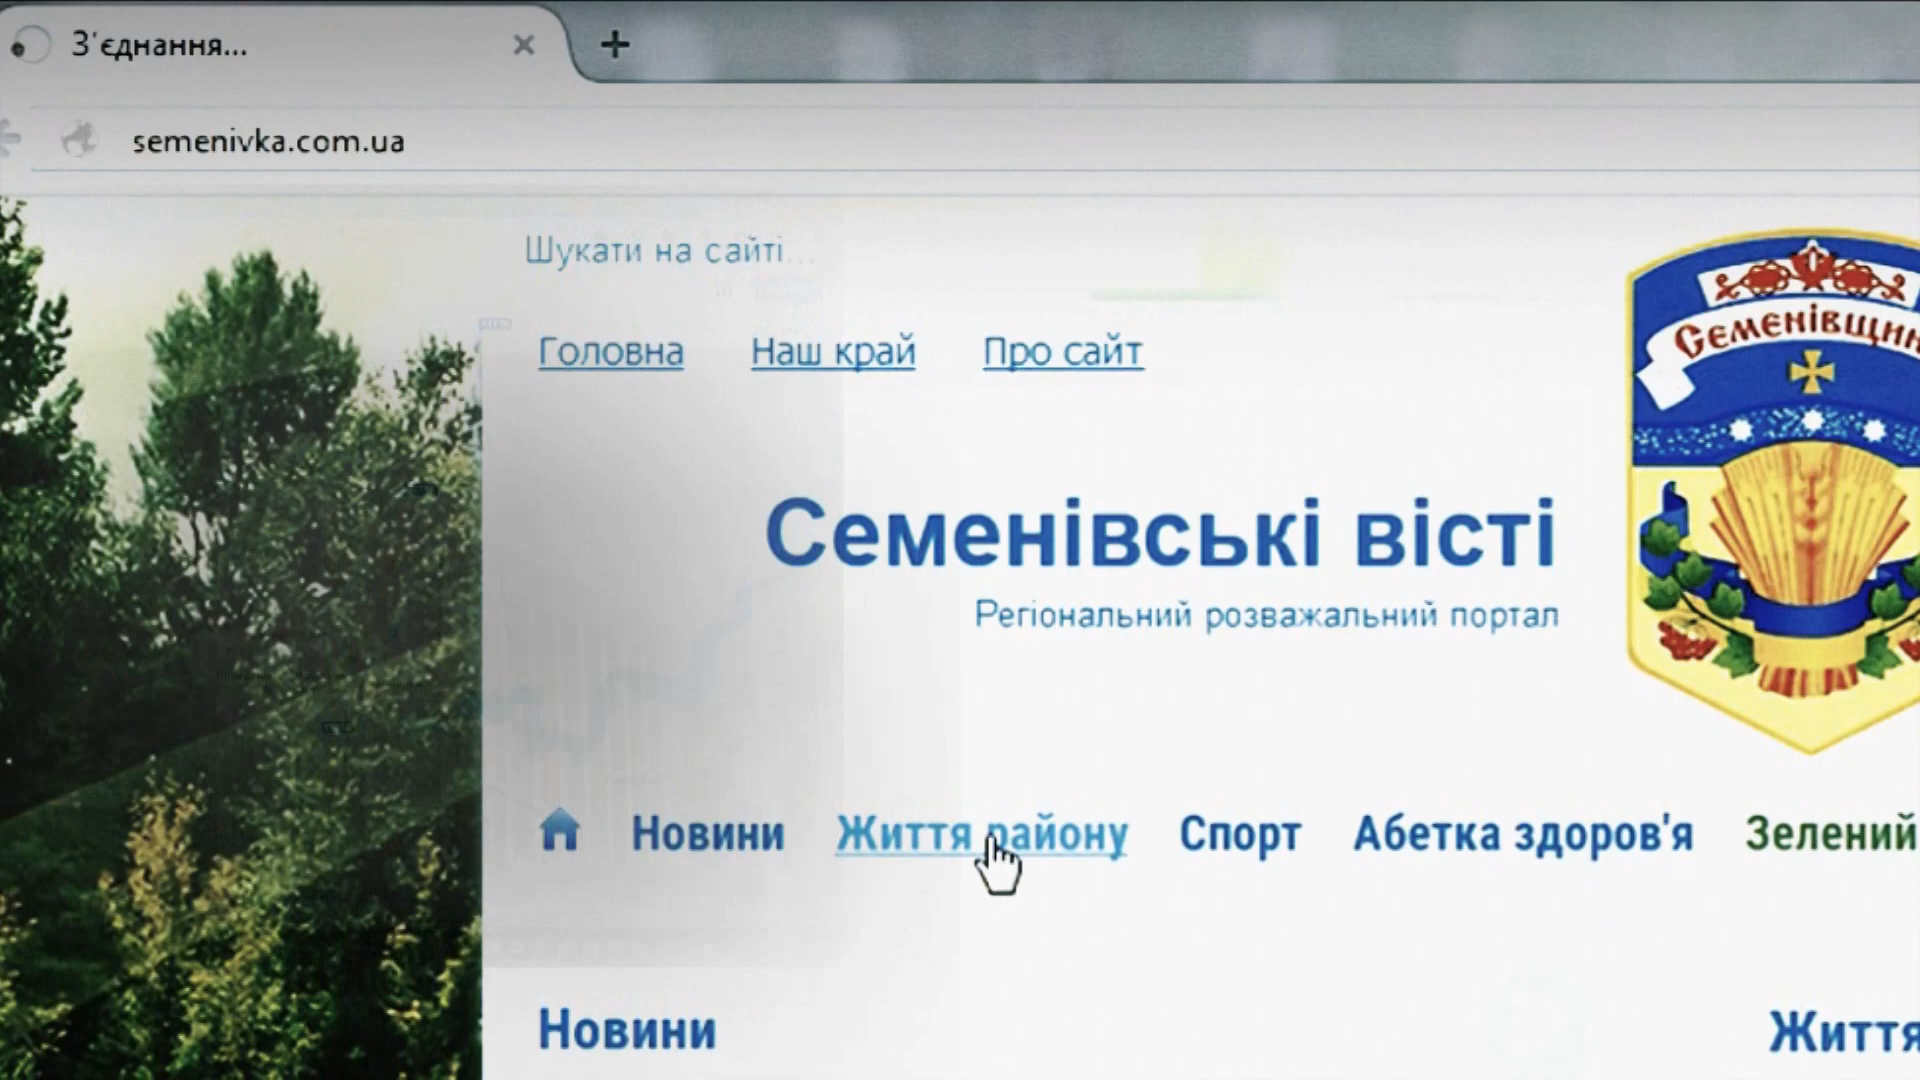 З'єднання...
semenivka.com.ua
Шукати на сайті...
Головна Наш край Про сайт
Семенівщин
Семенівські вісті
Регіональний розважальний портал
Новини Життя району Спорт Абетка здоров'я Зелений
Новини Життя